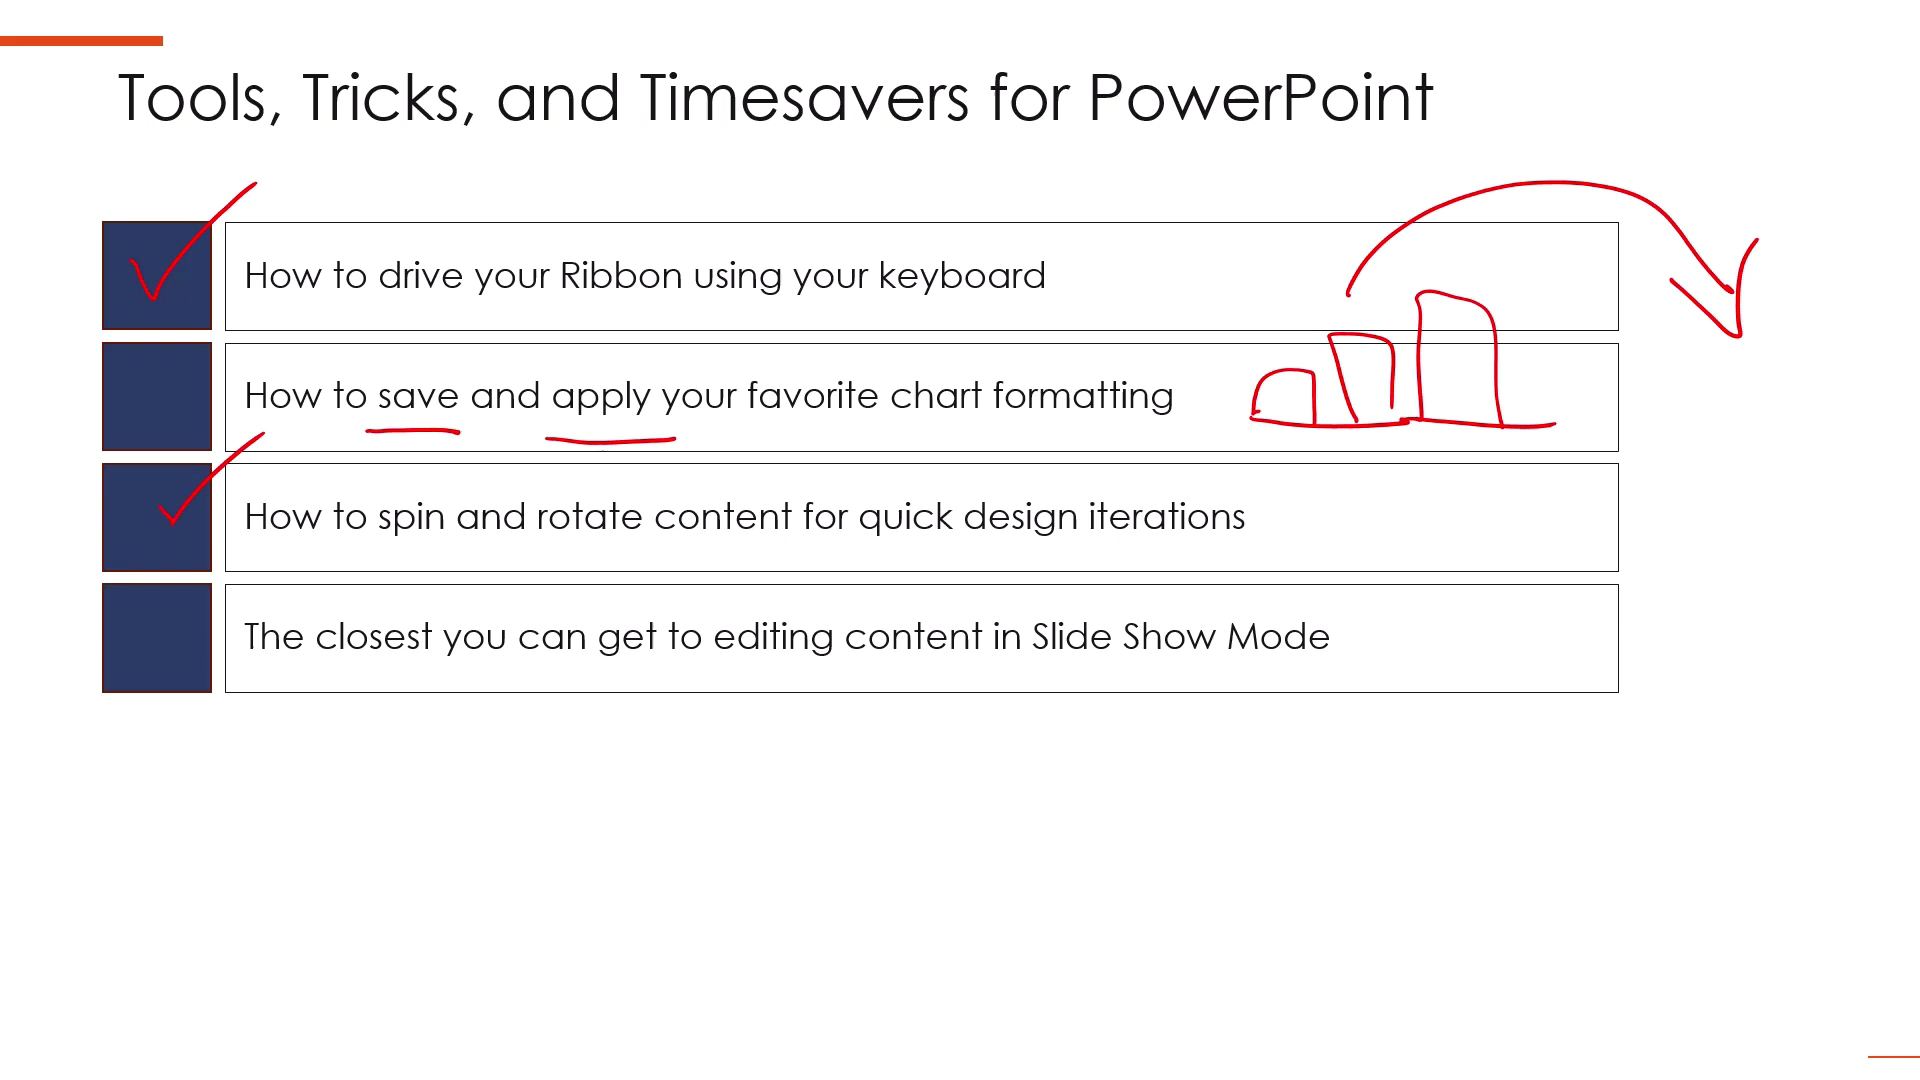 Tools, Tricks, and Timesavers for PowerPoint
How to drive your Ribbon using your keyboard
How to save and apply your favorite chart formatting
How to spin and rotate content for quick design iterations
The closest you can get to editing content in Slide Show Mode